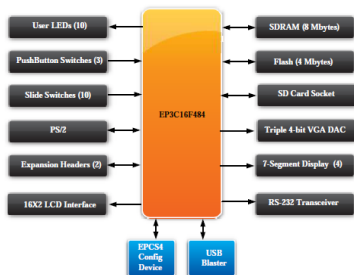 User LEDs (10)
PushButton Switches (3)
Slide Switches (10)
PS/2
Expansion Headers (2)
16X2 LCD Interface
EP3C16F484
SDRAM (8 Mbytes)
Flash (4 Mbytes)
SD Card Socket
Triple 4-bit VGA DAC
7-Segment Display (4)
RS-232 Transceiver
EPCS4
Config
Device
USB
Blaster